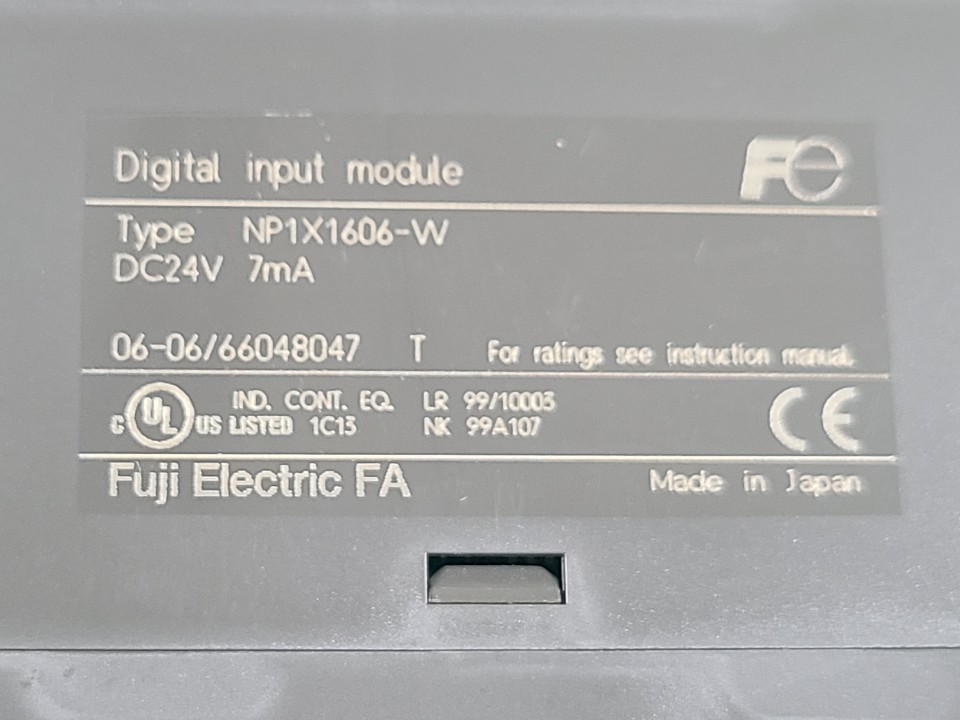 Digital input module
Fe
Type NP1X1606-W
DC24V 7mA
06-06/66048047 T For ratings see instruction manual.
C UL US IND. CONT. EQ. LR 99/10003
LISTED 1C13 NK 99A107
CE
Fuji Electric FA Made in Japan